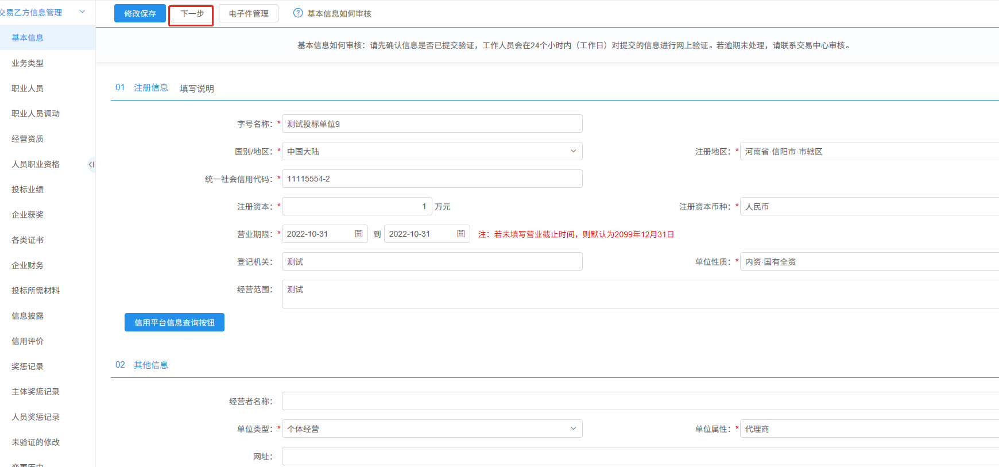 交易乙方信息管理
修改保存 下一步 电子件管理 ? 基本信息如何审核
基本信息
基本信息如何审核：请先确认信息是否已提交验证，工作人员会在24个小时内（工作日）对提交的信息进行网上验证。若逾期未处理，请联系交易中心审核。
业务类型
职业人员
01 注册信息 填写说明
职业人员调动
字号名称：* 测试投标单位9
经营资质
国别/地区：* 中国大陆 注册地区：* 河南省·信阳市·市辖区
人员职业资格
统一社会信用代码：* 11115554-2
投标业绩
注册资本：* 1 万元 注册资本币种：* 人民币
企业获奖
营业期限：* 2022-10-31 到 2022-10-31 注：若未填写营业截止时间，则默认为2099年12月31日
各类证书
登记机关： 测试 单位性质：* 内资·国有全资
企业财务
经营范围： 测试
投标所需材料
信息披露
信用平台信息查询按钮
信用评价
奖惩记录
02 其他信息
主体奖惩记录
经营者名称：
人员奖惩记录
单位类型：* 个体经营 单位属性：* 代理商
未验证的修改
网址：
变更历史